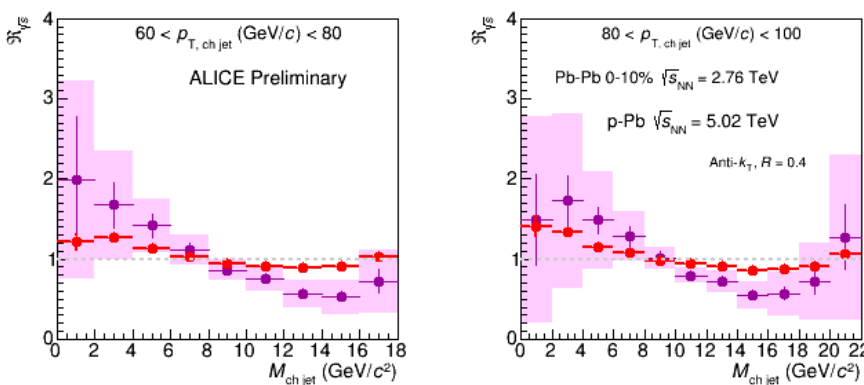 ℜ√s
60 < pT, ch jet (GeV/c) < 80
ALICE Preliminary
4
3
2
1
0
0 2 4 6 8 10 12 14 16 18
Mch jet (GeV/c²)
ℜ√s
80 < pT, ch jet (GeV/c) < 100
Pb-Pb 0-10% √sNN = 2.76 TeV
p-Pb √sNN = 5.02 TeV
Anti-kT, R = 0.4
4
3
2
1
0
0 2 4 6 8 10 12 14 16 18 20 22
Mch jet (GeV/c²)